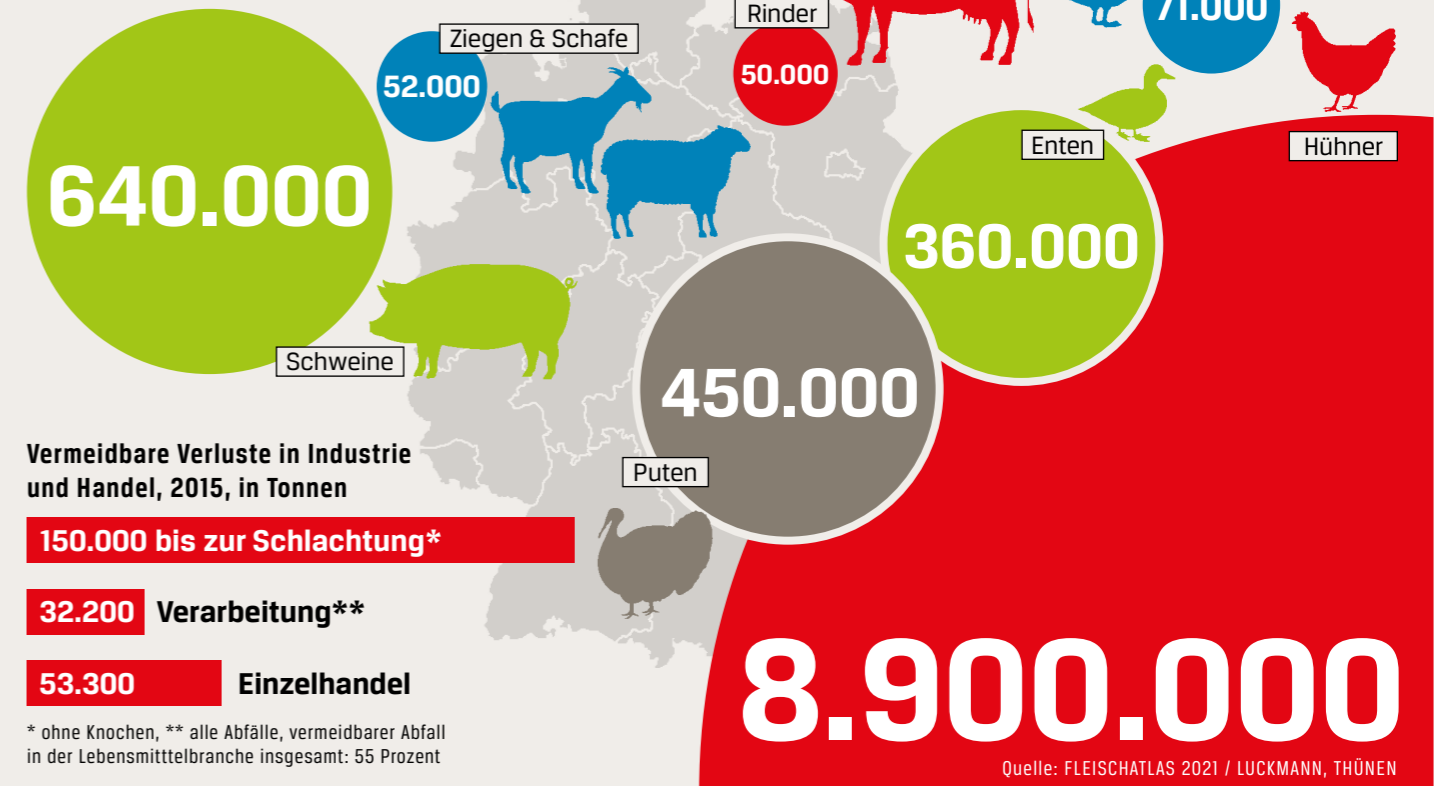 Rinder
71.000
Ziegen & Schafe
52.000
50.000
Enten
Hühner
640.000
360.000
Schweine
450.000
Puten
Vermeidbare Verluste in Industrie
und Handel, 2015, in Tonnen
150.000 bis zur Schlachtung*
32.200 Verarbeitung**
53.300 Einzelhandel
* ohne Knochen, ** alle Abfälle, vermeidbarer Abfall
in der Lebensmitttelbranche insgesamt: 55 Prozent
8.900.000
Quelle: FLEISCHATLAS 2021 / LUCKMANN, THÜNEN